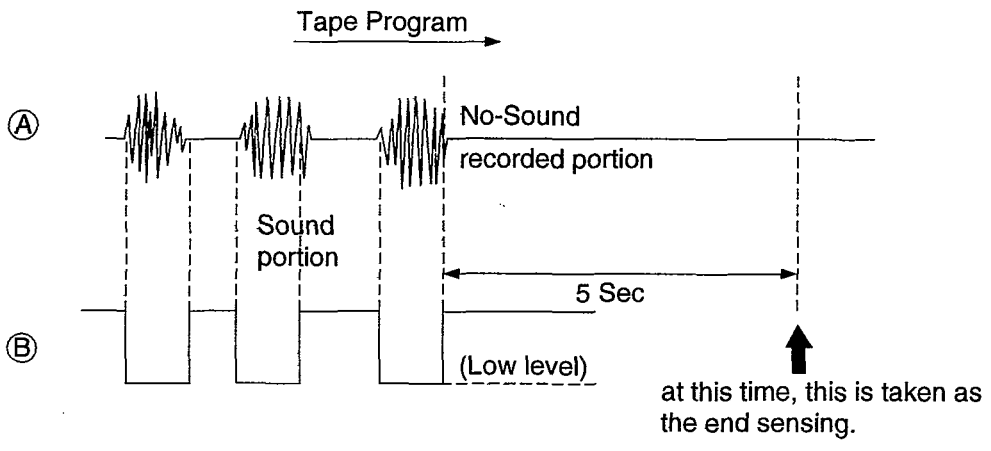 Tape Program
Ⓐ
No-Sound
recorded portion
Sound
portion
5 Sec
Ⓑ
(Low level)
at this time, this is taken as
the end sensing.